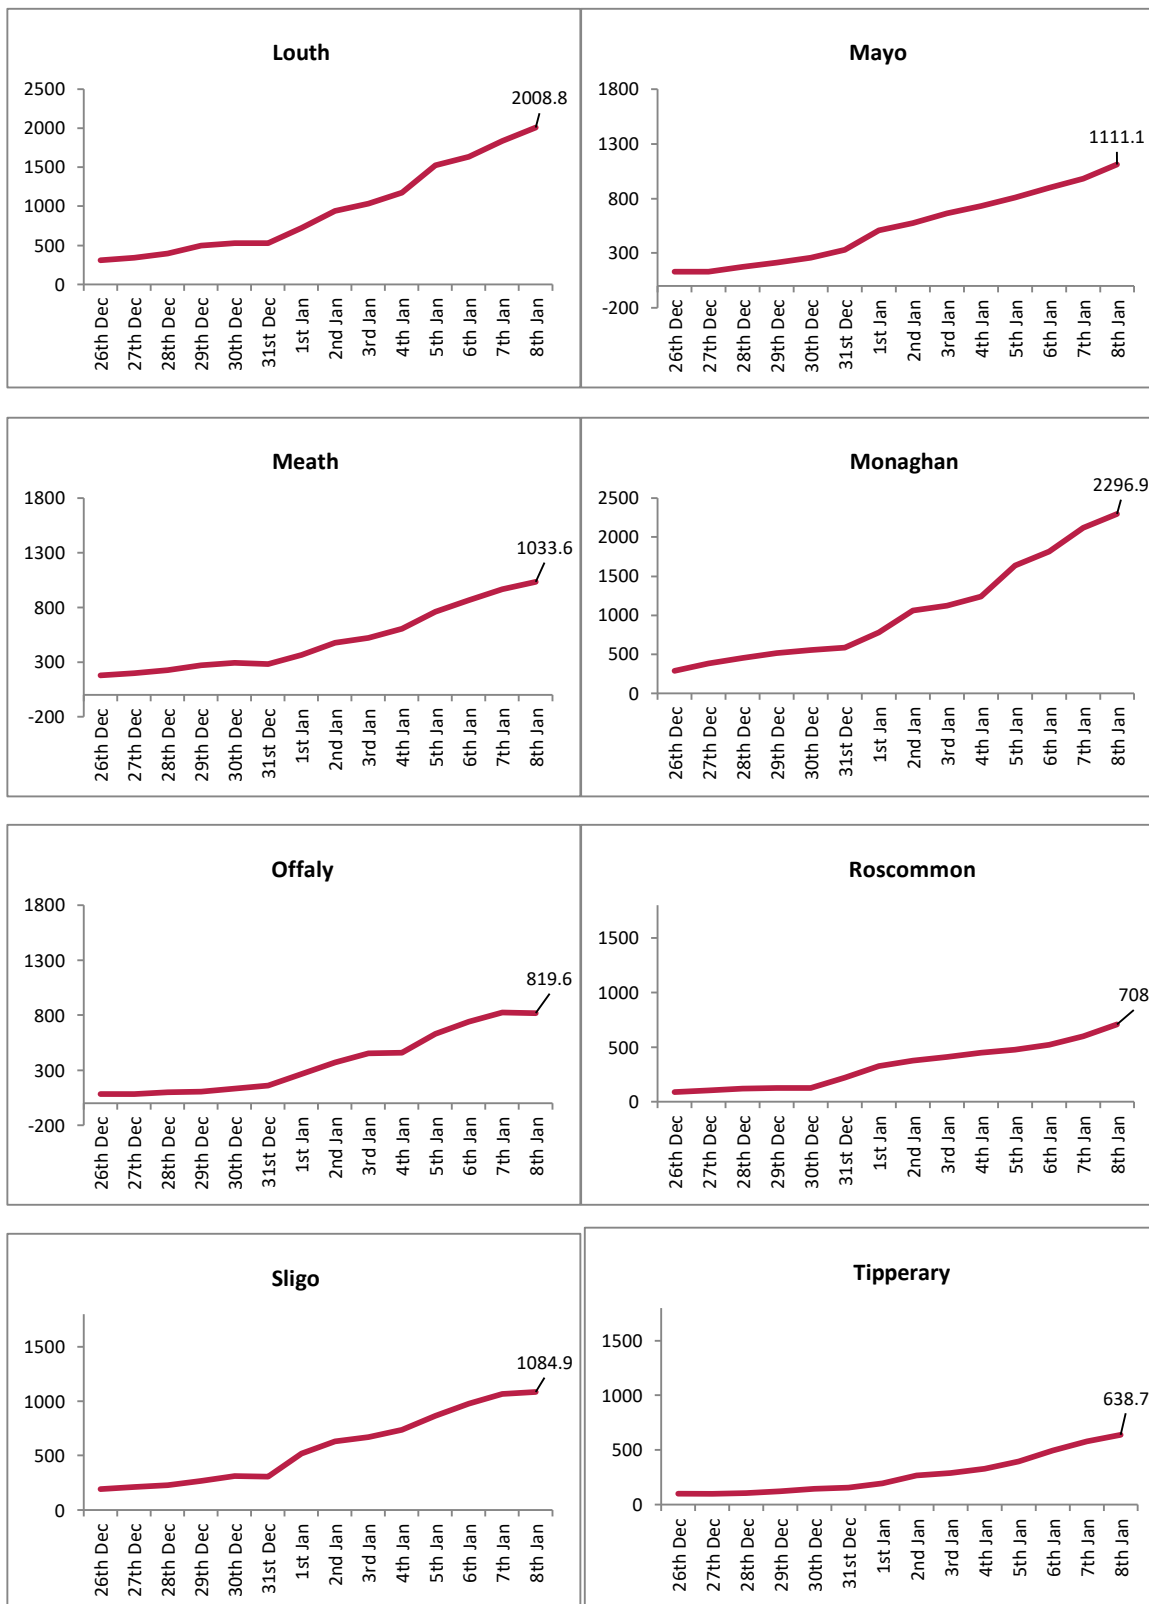 Louth
2500
2000
1500
1000
500
0
2008.8
26th Dec
27th Dec
28th Dec
29th Dec
30th Dec
31st Dec
1st Jan
2nd Jan
3rd Jan
4th Jan
5th Jan
6th Jan
7th Jan
8th Jan
Mayo
1800
1300
800
300
-200
1111.1
26th Dec
27th Dec
28th Dec
29th Dec
30th Dec
31st Dec
1st Jan
2nd Jan
3rd Jan
4th Jan
5th Jan
6th Jan
7th Jan
8th Jan
Meath
1800
1300
800
300
-200
1033.6
26th Dec
27th Dec
28th Dec
29th Dec
30th Dec
31st Dec
1st Jan
2nd Jan
3rd Jan
4th Jan
5th Jan
6th Jan
7th Jan
8th Jan
Monaghan
2500
2000
1500
1000
500
0
2296.9
26th Dec
27th Dec
28th Dec
29th Dec
30th Dec
31st Dec
1st Jan
2nd Jan
3rd Jan
4th Jan
5th Jan
6th Jan
7th Jan
8th Jan
Offaly
1800
1300
800
300
-200
819.6
26th Dec
27th Dec
28th Dec
29th Dec
30th Dec
31st Dec
1st Jan
2nd Jan
3rd Jan
4th Jan
5th Jan
6th Jan
7th Jan
8th Jan
Roscommon
1500
1000
500
0
708
26th Dec
27th Dec
28th Dec
29th Dec
30th Dec
31st Dec
1st Jan
2nd Jan
3rd Jan
4th Jan
5th Jan
6th Jan
7th Jan
8th Jan
Sligo
1500
1000
500
0
1084.9
26th Dec
27th Dec
28th Dec
29th Dec
30th Dec
31st Dec
1st Jan
2nd Jan
3rd Jan
4th Jan
5th Jan
6th Jan
7th Jan
8th Jan
Tipperary
1500
1000
500
0
638.7
26th Dec
27th Dec
28th Dec
29th Dec
30th Dec
31st Dec
1st Jan
2nd Jan
3rd Jan
4th Jan
5th Jan
6th Jan
7th Jan
8th Jan